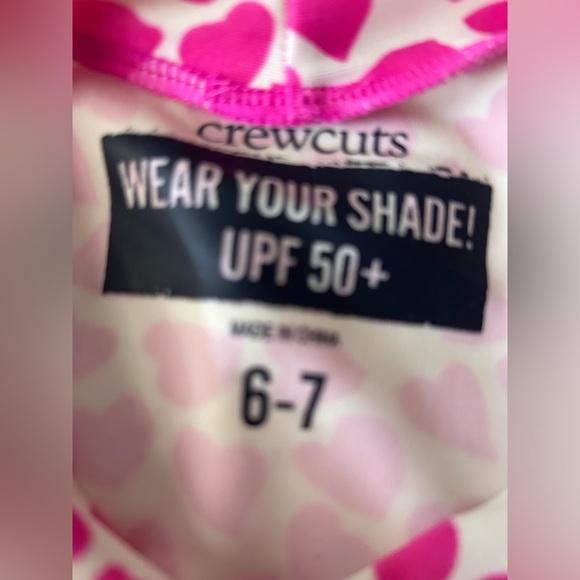 crewcuts
WEAR YOUR SHADE!
UPF 50+
MADE IN CHINA
6-7